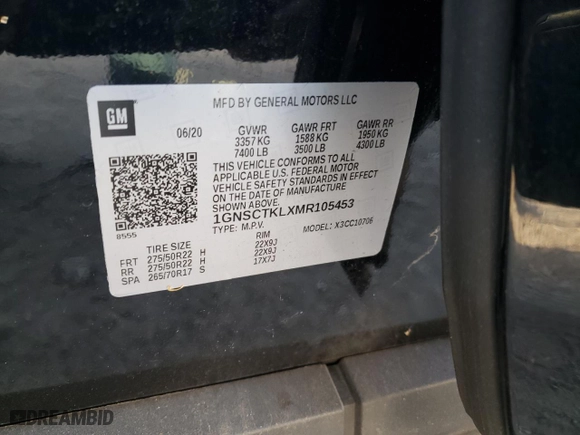 GM
MFD BY GENERAL MOTORS LLC
06/20 GVWR GAWR FRT GAWR RR
3357 KG 1588 KG 1950 KG
7400 LB 3500 LB 4300 LB
THIS VEHICLE CONFORMS TO ALL
APPLICABLE U.S. FEDERAL MOTOR
VEHICLE SAFETY STANDARDS IN EFFECT
ON THE DATE OF MANUFACTURE
SHOWN ABOVE.
1GNSCTKLXMR105453
8555
TYPE: M.P.V. MODEL: X3CC10706
TIRE SIZE RIM
FRT 275/50R22 H 22X9J
RR 275/50R22 H 22X9J
SPA 265/70R17 S 17X7J
DREAMBID